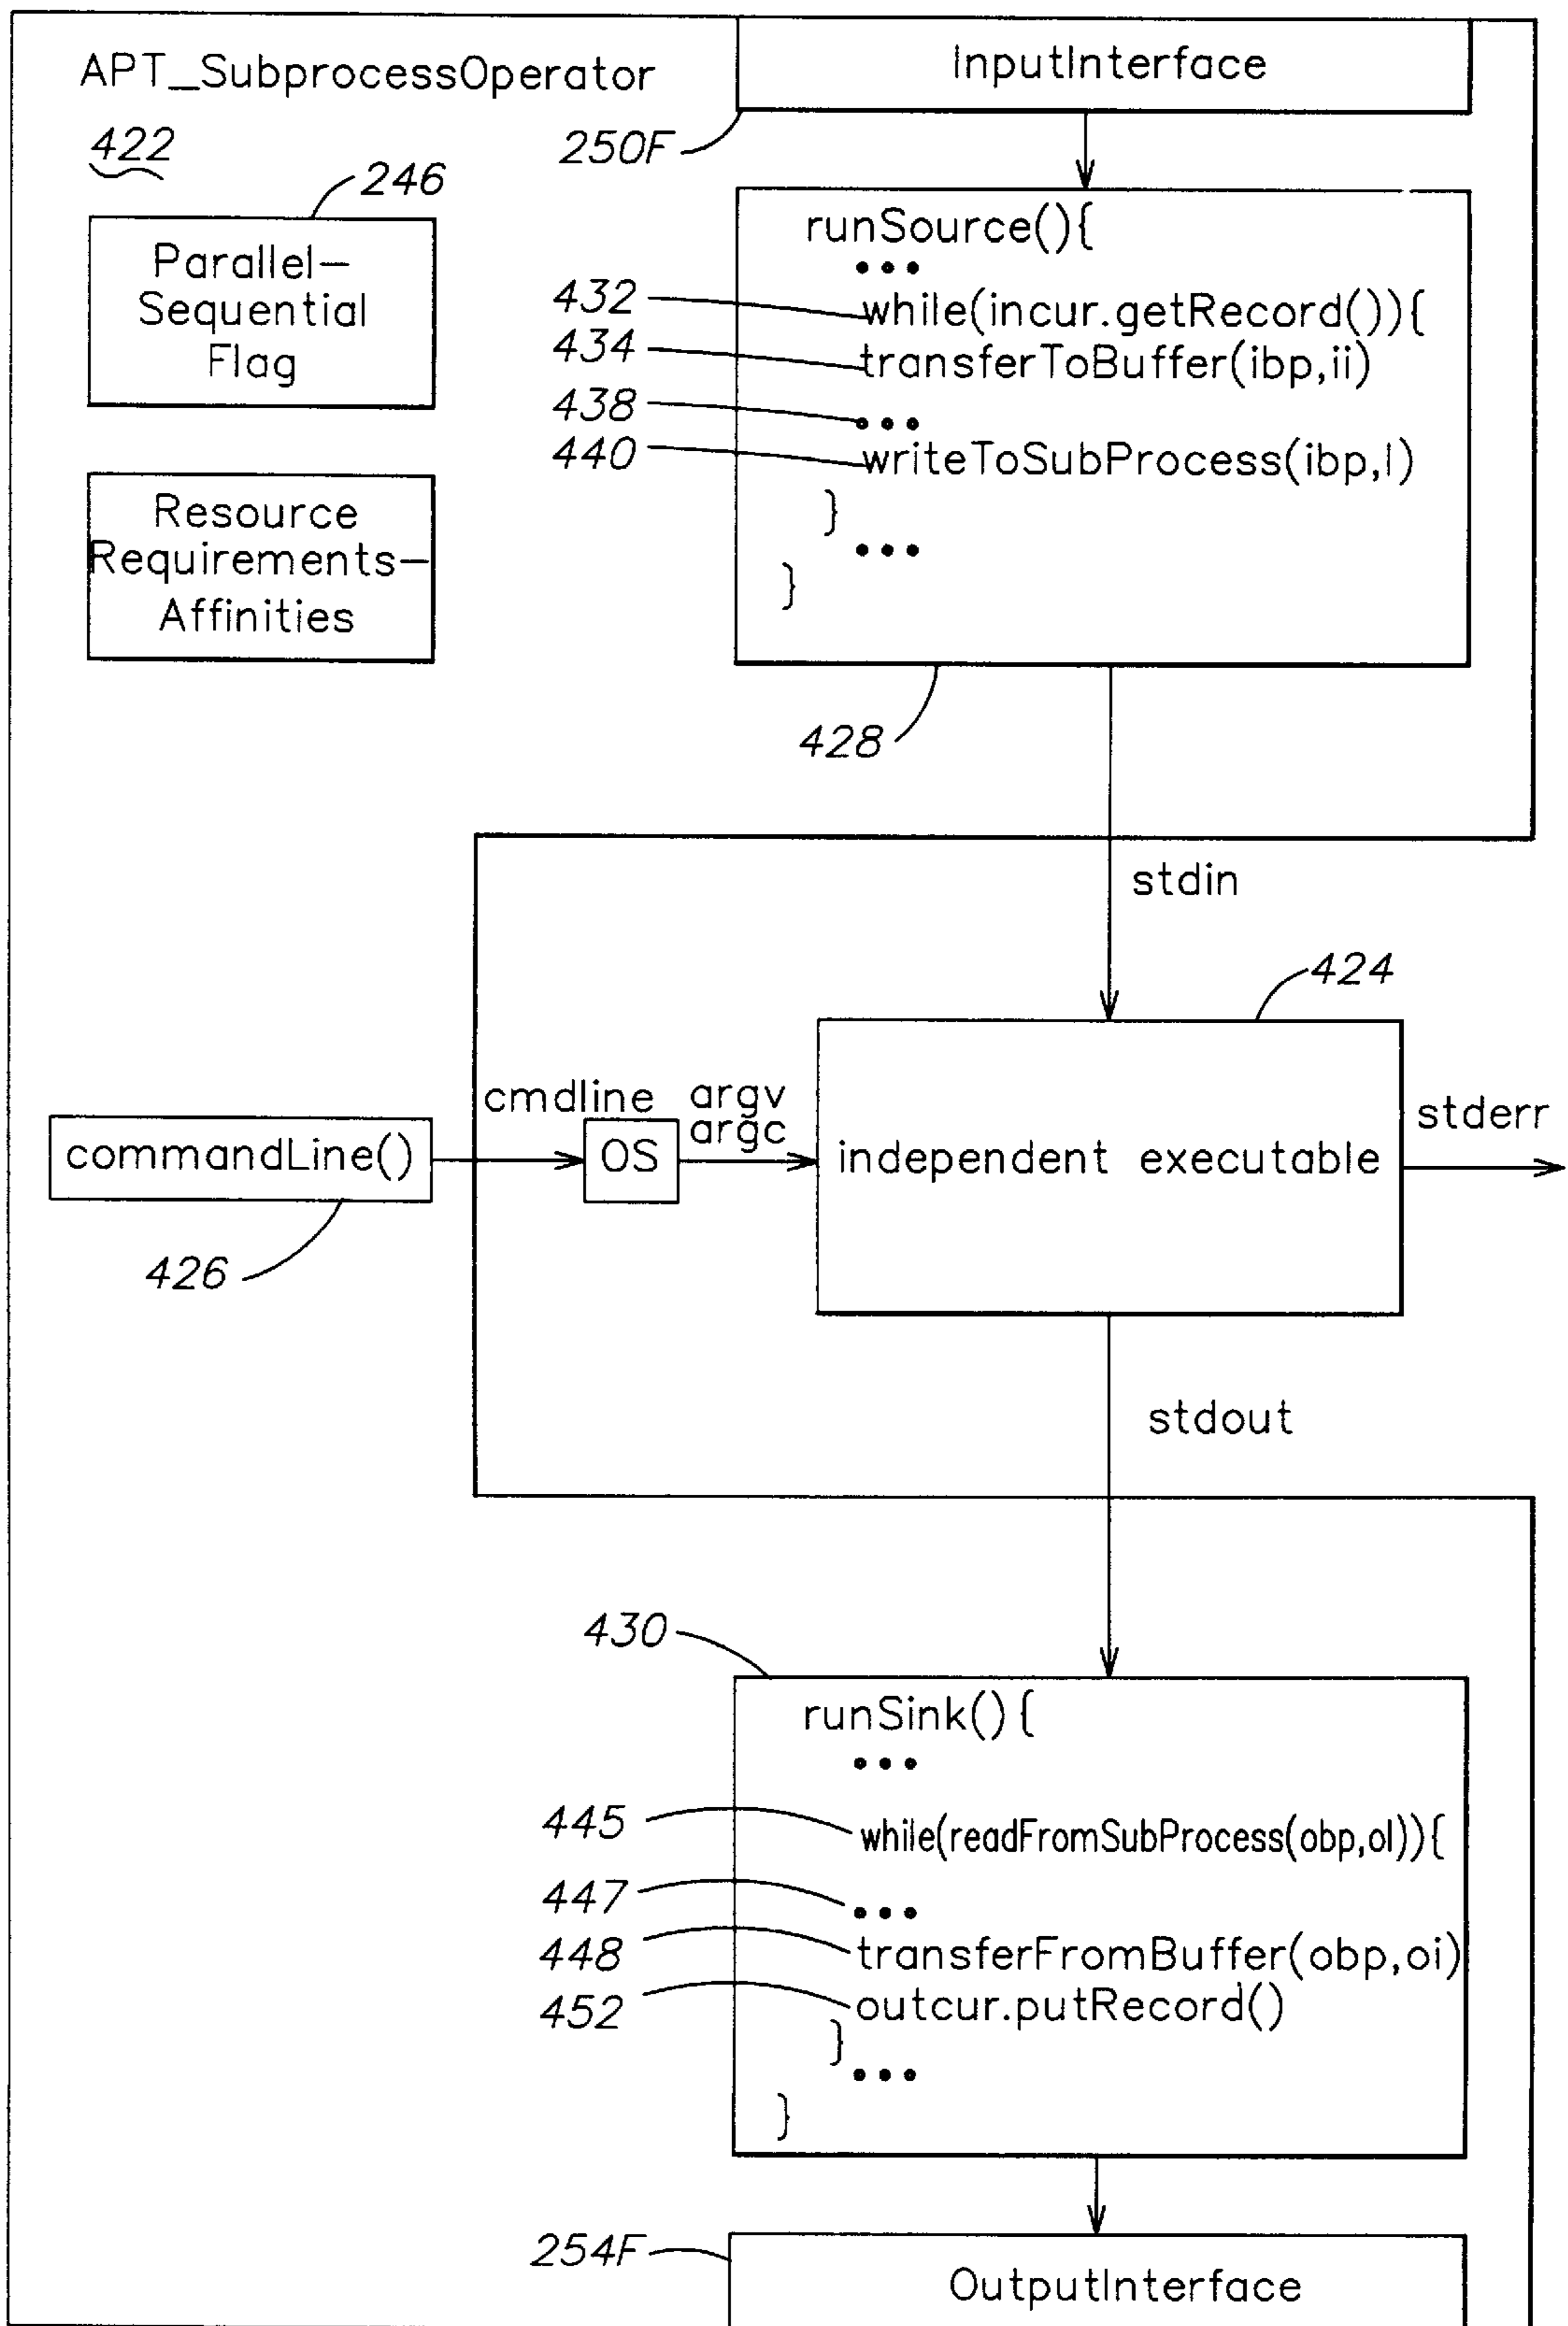 APT_SubprocessOperator
InputInterface
422
250F
246
Parallel-
Sequential
Flag
runSource(){
•••
432
while(incur.getRecord()){
434
transferToBuffer(ibp,ii)
438
•••
440
writeToSubProcess(ibp,l)
}
•••
}
Resource
Requirements-
Affinities
428
stdin
424
cmdline
argv
argc
stderr
commandLine()
OS
independent executable
426
stdout
430
runSink(){
•••
445
while(readFromSubProcess(obp,ol)){
447
•••
448
transferFromBuffer(obp,oi)
452
outcur.putRecord()
}
•••
}
254F
OutputInterface